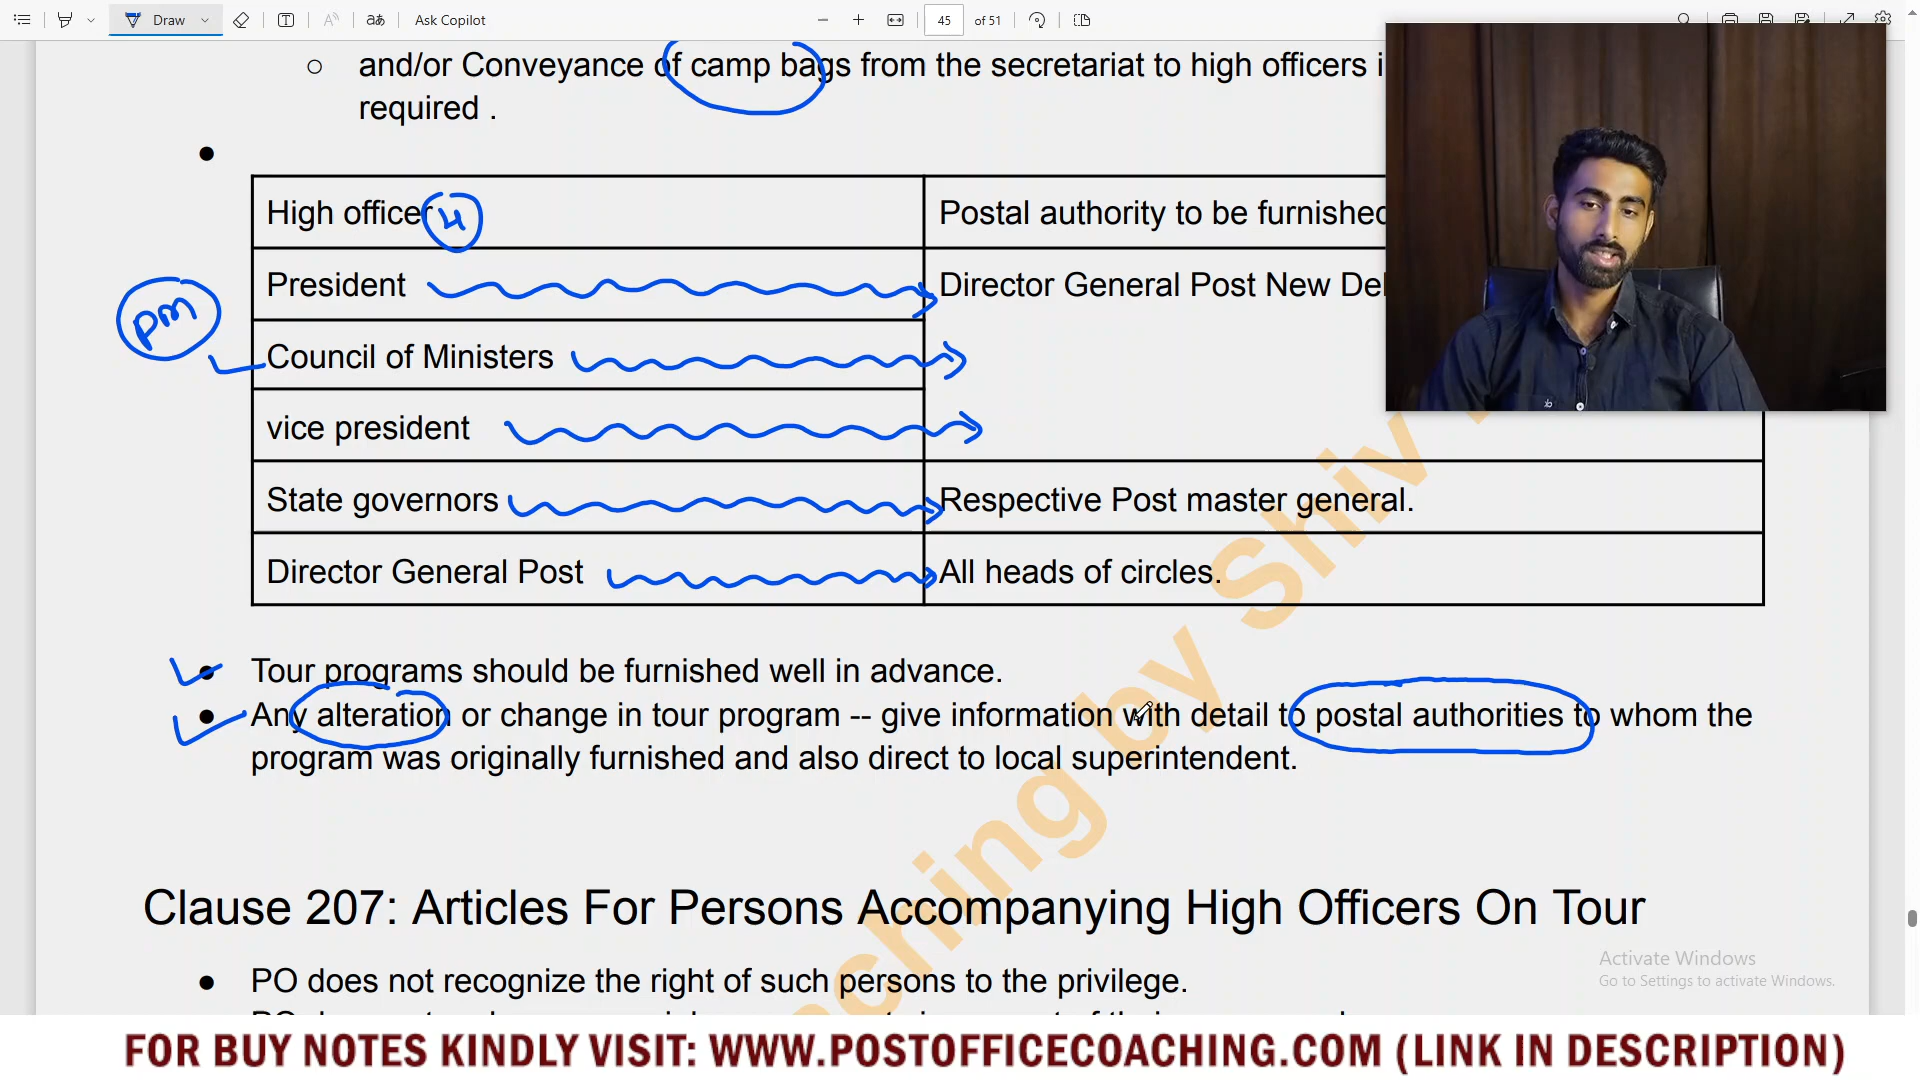 Draw
Ask Copilot
45 of 51
and/or Conveyance of camp bags from the secretariat to high officers i
required .
High officer 4
Postal authority to be furnished
President
Director General Post New Del
pm
Council of Ministers
vice president
State governors
Respective Post master general.
Director General Post
All heads of circles.
Tour programs should be furnished well in advance.
Any alteration or change in tour program -- give information with detail to postal authorities to whom the
program was originally furnished and also direct to local superintendent.
Clause 207: Articles For Persons Accompanying High Officers On Tour
PO does not recognize the right of such persons to the privilege.
Activate Windows
Go to Settings to activate Windows.
aching by Shiv
FOR BUY NOTES KINDLY VISIT: WWW.POSTOFFICECOACHING.COM (LINK IN DESCRIPTION)